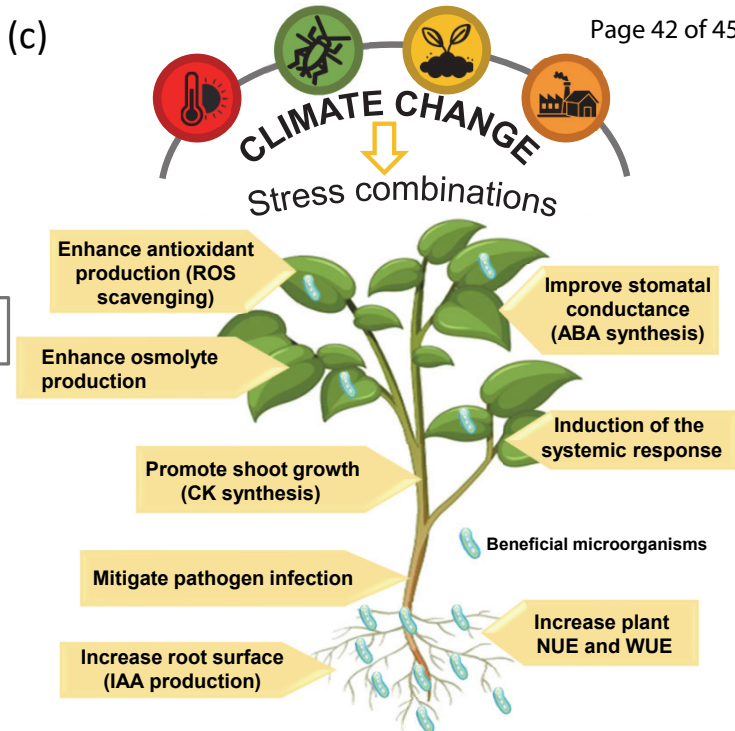 (c)
Page 42 of 45
CLIMATE CHANGE
Stress combinations
Enhance antioxidant
production (ROS
scavenging)
Improve stomatal
conductance
(ABA synthesis)
Enhance osmolyte
production
Induction of the
systemic response
Promote shoot growth
(CK synthesis)
Beneficial microorganisms
Mitigate pathogen infection
Increase plant
NUE and WUE
Increase root surface
(IAA production)